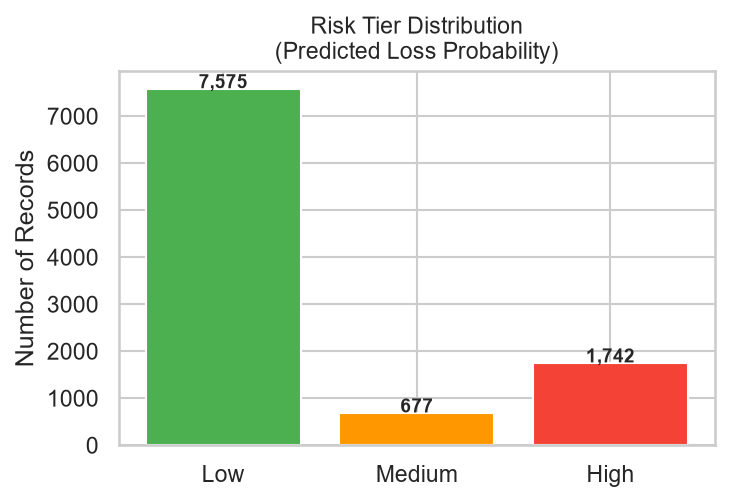 Risk Tier Distribution
(Predicted Loss Probability)
Number of Records
7000
6000
5000
4000
3000
2000
1000
0
7,575
677
1,742
Low
Medium
High